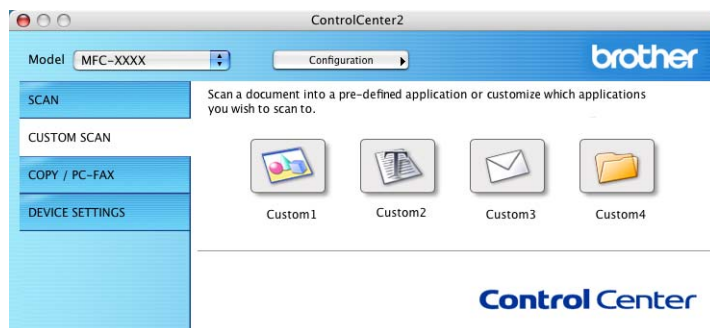 ControlCenter2
Model MFC-XXXX Configuration brother
SCAN
Scan a document into a pre-defined application or customize which applications
you wish to scan to.
CUSTOM SCAN
COPY / PC-FAX
DEVICE SETTINGS
Custom1 Custom2 Custom3 Custom4
Control Center